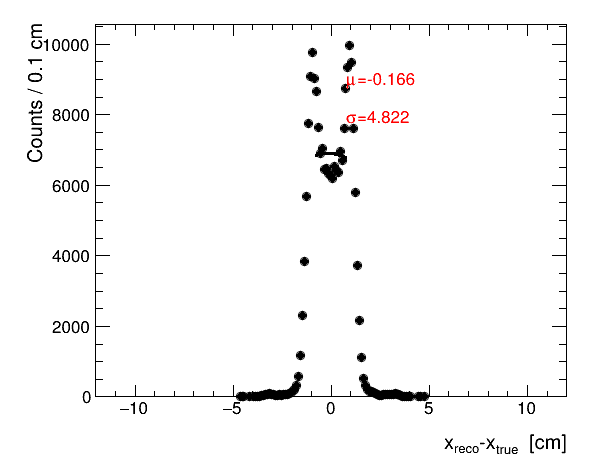 Counts / 0.1 cm
10000
8000
6000
4000
2000
0
μ=-0.166
σ=4.822
−10 −5 0 5 10
x_reco-x_true [cm]